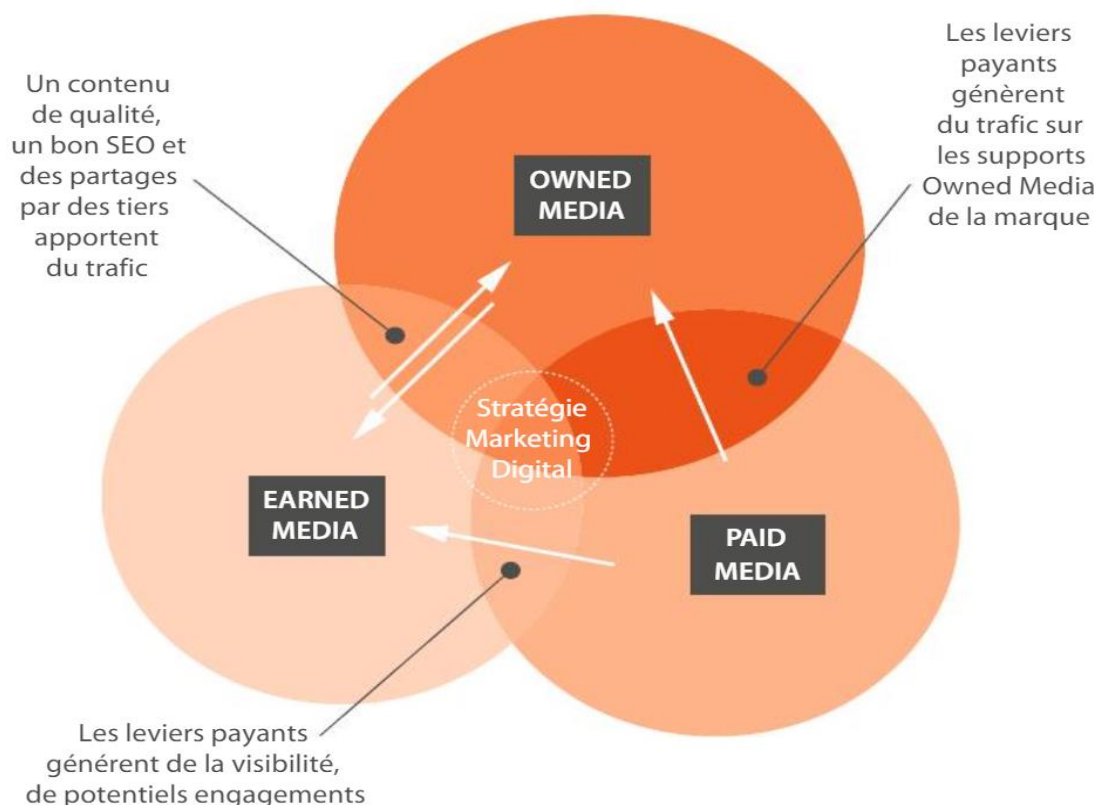 Un contenu
de qualité,
un bon SEO et
des partages
par des tiers
apportent
du trafic
Les leviers
payants
génèrent
du trafic sur
les supports
Owned Media
de la marque
OWNED
MEDIA
Stratégie
Marketing
Digital
EARNED
MEDIA
PAID
MEDIA
Les leviers payants
générent de la visibilité,
de potentiels engagements